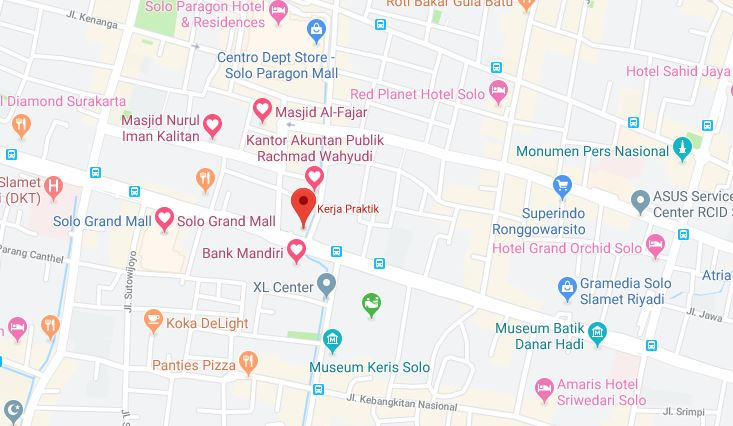 Jl. Kenanga
Solo Paragon Hotel
& Residences
Roti Bakar Gula Batu
Centro Dept Store -
Solo Paragon Mall
Hotel Sahid Jaya
Red Planet Hotel Solo
l Diamond Surakarta
Masjid Al-Fajar
Masjid Nurul
Iman Kalitan
Kantor Akuntan Publik
Rachmad Wahyudi
Monumen Pers Nasional
Slamet
i (DKT)
Kerja Praktik
ASUS Service
Center RCID S
Superindo
Ronggowarsito
Solo Grand Mall
Solo Grand Mall
Hotel Grand Orchid Solo
Bank Mandiri
Parang Canthel
Jl. Sutowijoyo
XL Center
Gramedia Solo
Slamet Riyadi
Atria
Jl. Jawa
Koka DeLight
Museum Batik
Danar Hadi
n
Panties Pizza
Museum Keris Solo
Amaris Hotel
Sriwedari Solo
Jl. Kebangkitan Nasional
Jl. Srimpi